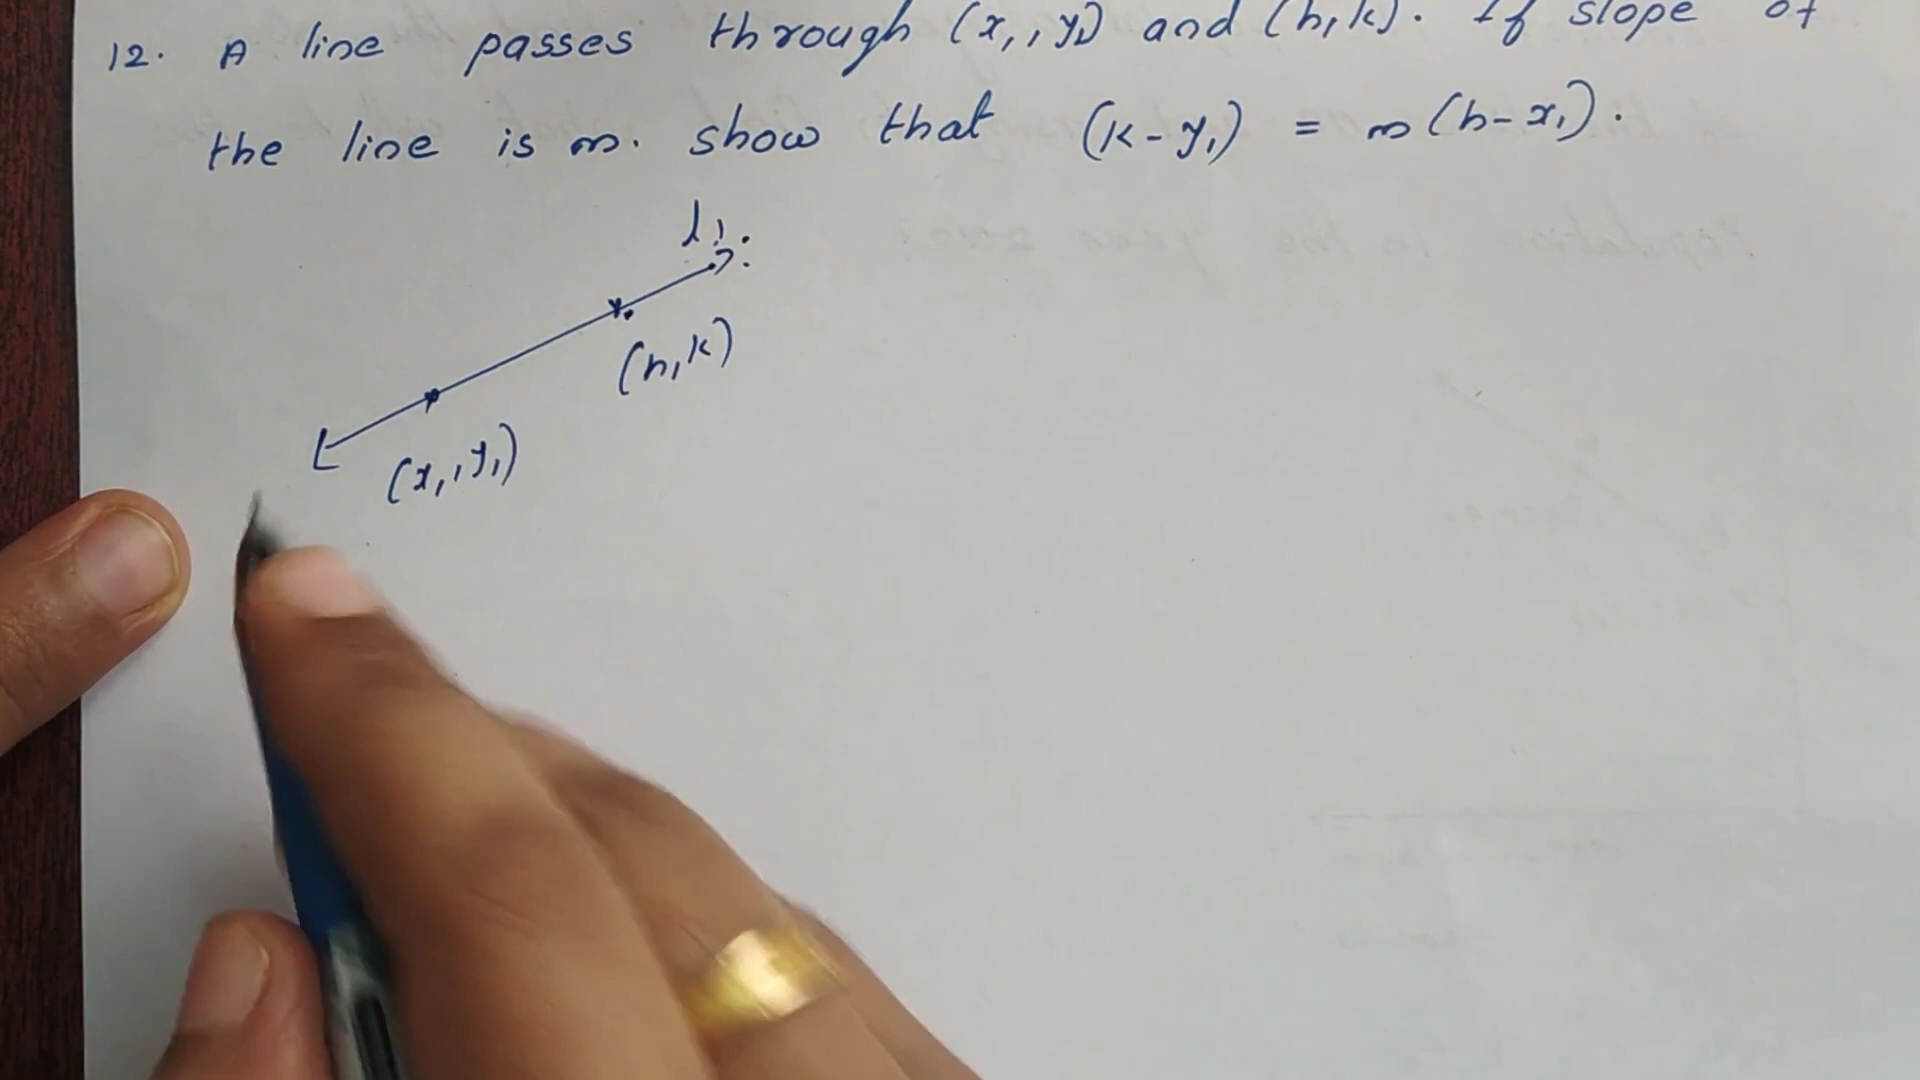 12. A line passes through (x₁, y₁) and (h, k). If slope of
the line is m. show that (k - y₁) = m (h - x₁).
l₁:
(h, k)
(x₁, y₁)